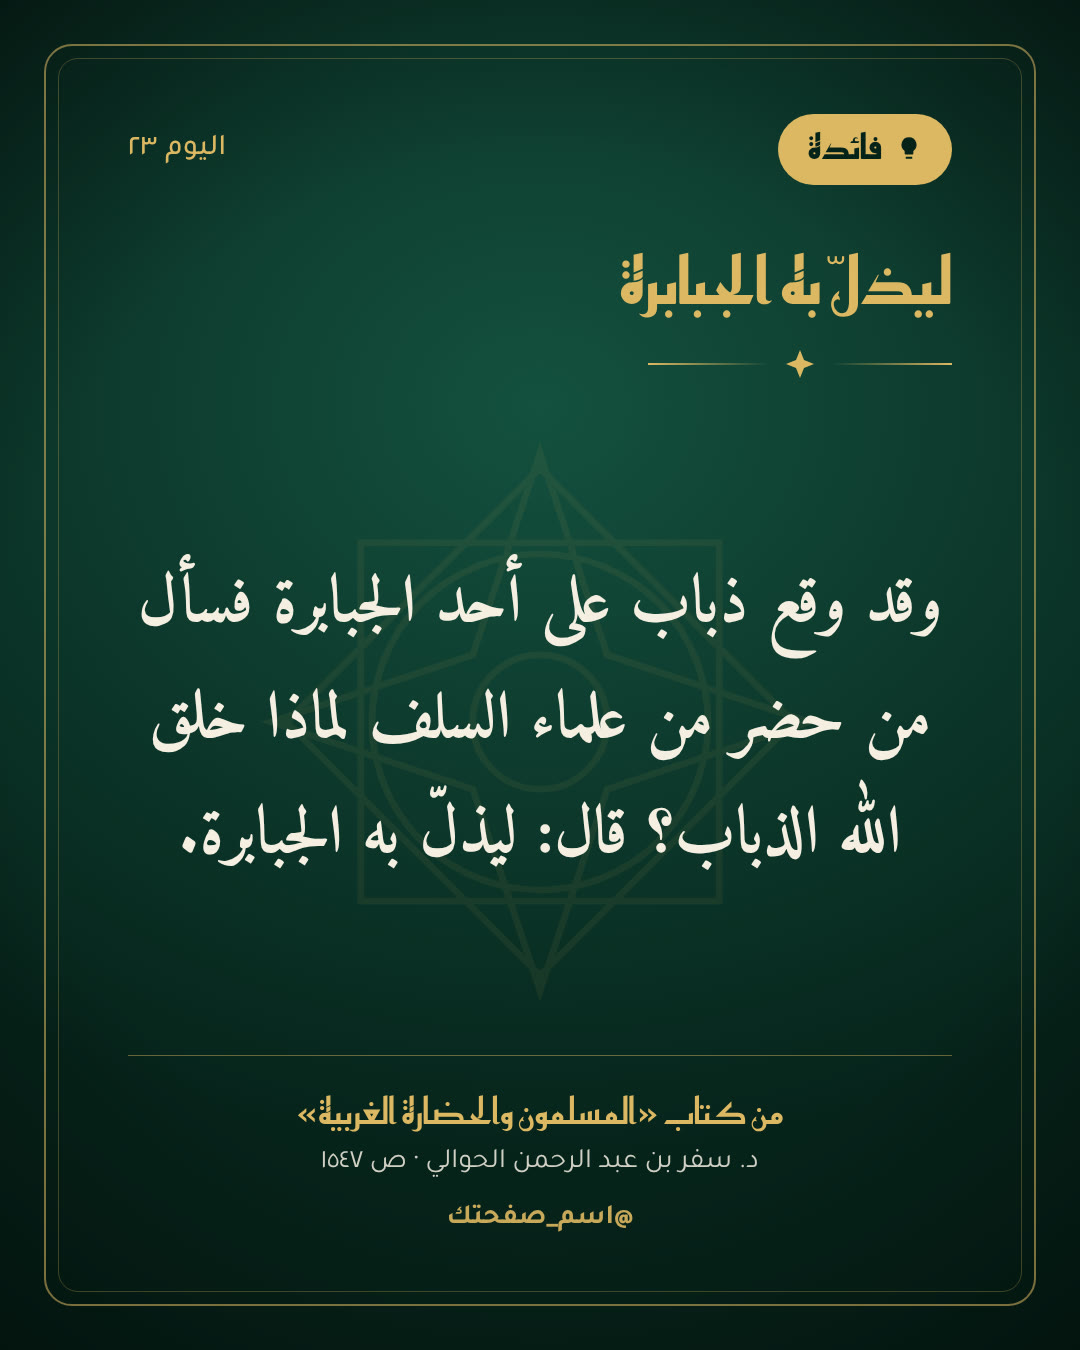 فائدة
اليوم ٢٣
ليذلّ به الجبابرة
وقد وقع ذباب على أحد الجبابرة فسأل
من حضر من علماء السلف لماذا خلق
الله الذباب؟ قال: ليذلّ به الجبابرة.
من كتاب «المسلمون والحضارة الغربية»
د. سفر بن عبد الرحمن الحوالي · ص ١٥٤٧
@اسم_صفحتك